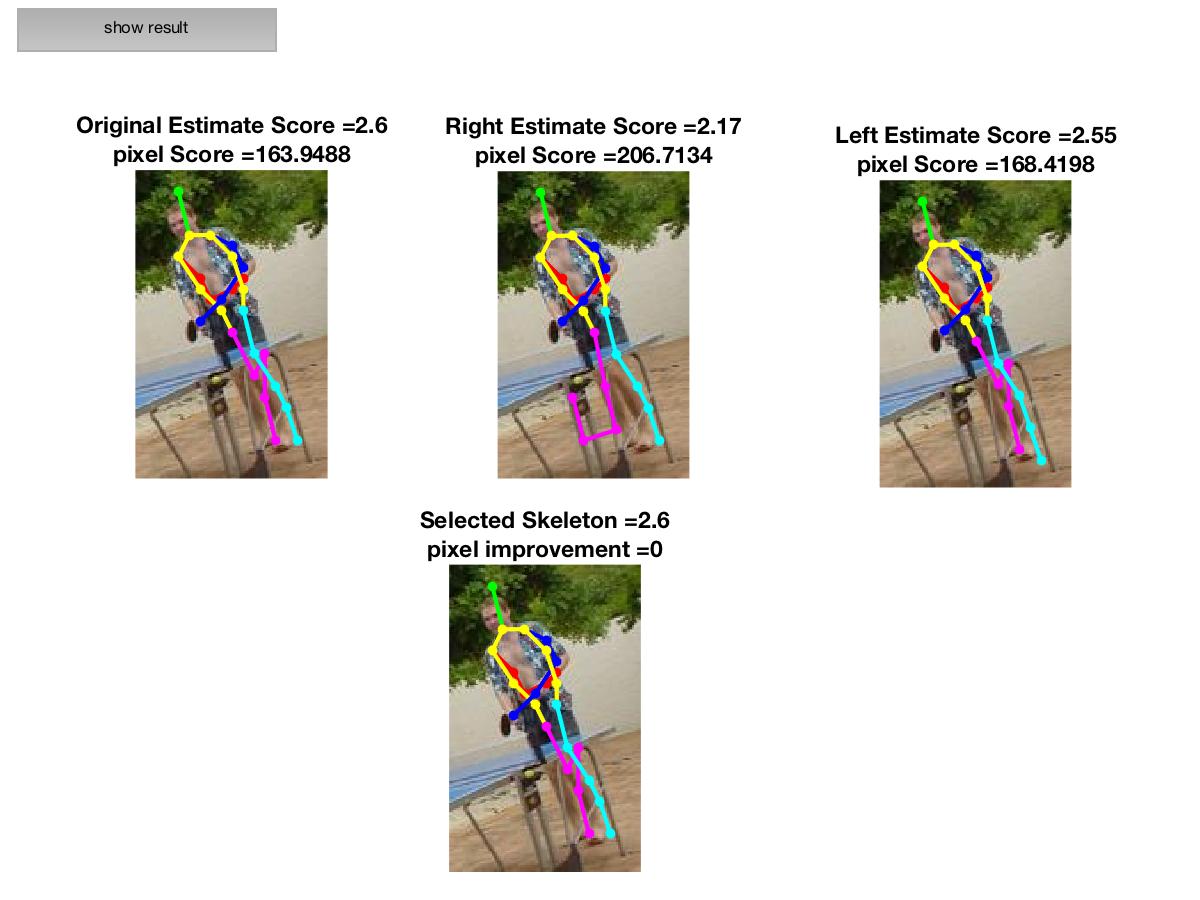 show result
Original Estimate Score =2.6
pixel Score =163.9488
Right Estimate Score =2.17
pixel Score =206.7134
Left Estimate Score =2.55
pixel Score =168.4198
Selected Skeleton =2.6
pixel improvement =0